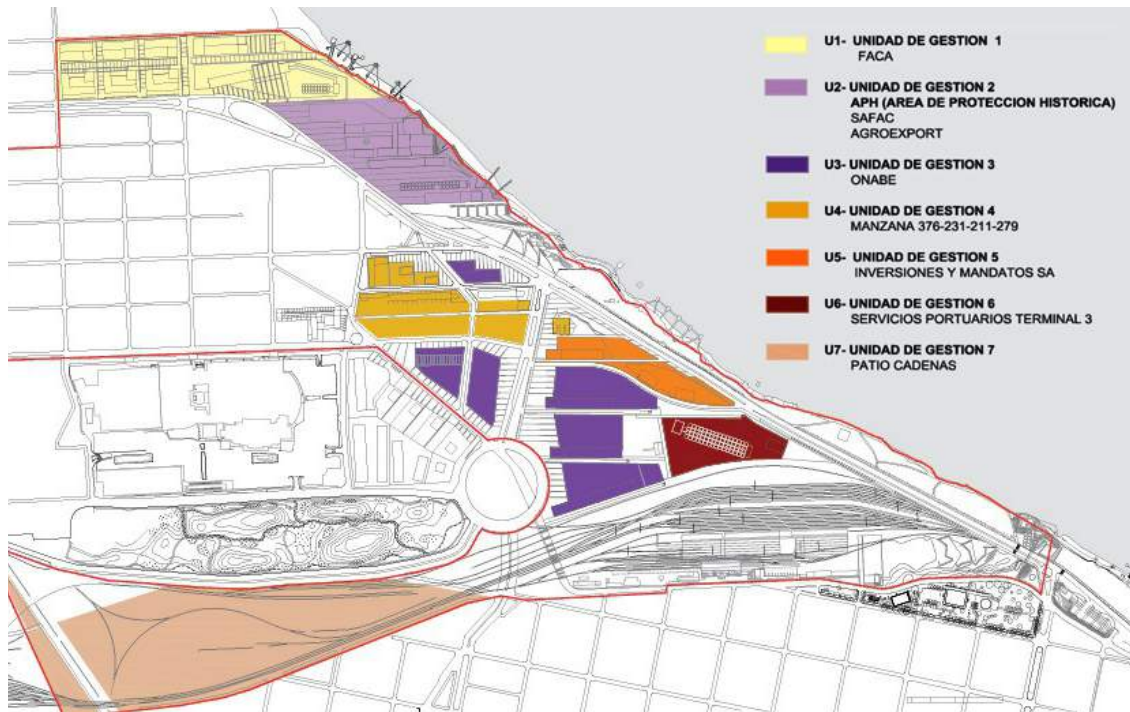 U1- UNIDAD DE GESTION 1
FACA
U2- UNIDAD DE GESTION 2
APH (AREA DE PROTECCION HISTORICA)
SAFAC
AGROEXPORT
U3- UNIDAD DE GESTION 3
ONABE
U4- UNIDAD DE GESTION 4
MANZANA 376-231-211-279
U5- UNIDAD DE GESTION 5
INVERSIONES Y MANDATOS SA
U6- UNIDAD DE GESTION 6
SERVICIOS PORTUARIOS TERMINAL 3
U7- UNIDAD DE GESTION 7
PATIO CADENAS